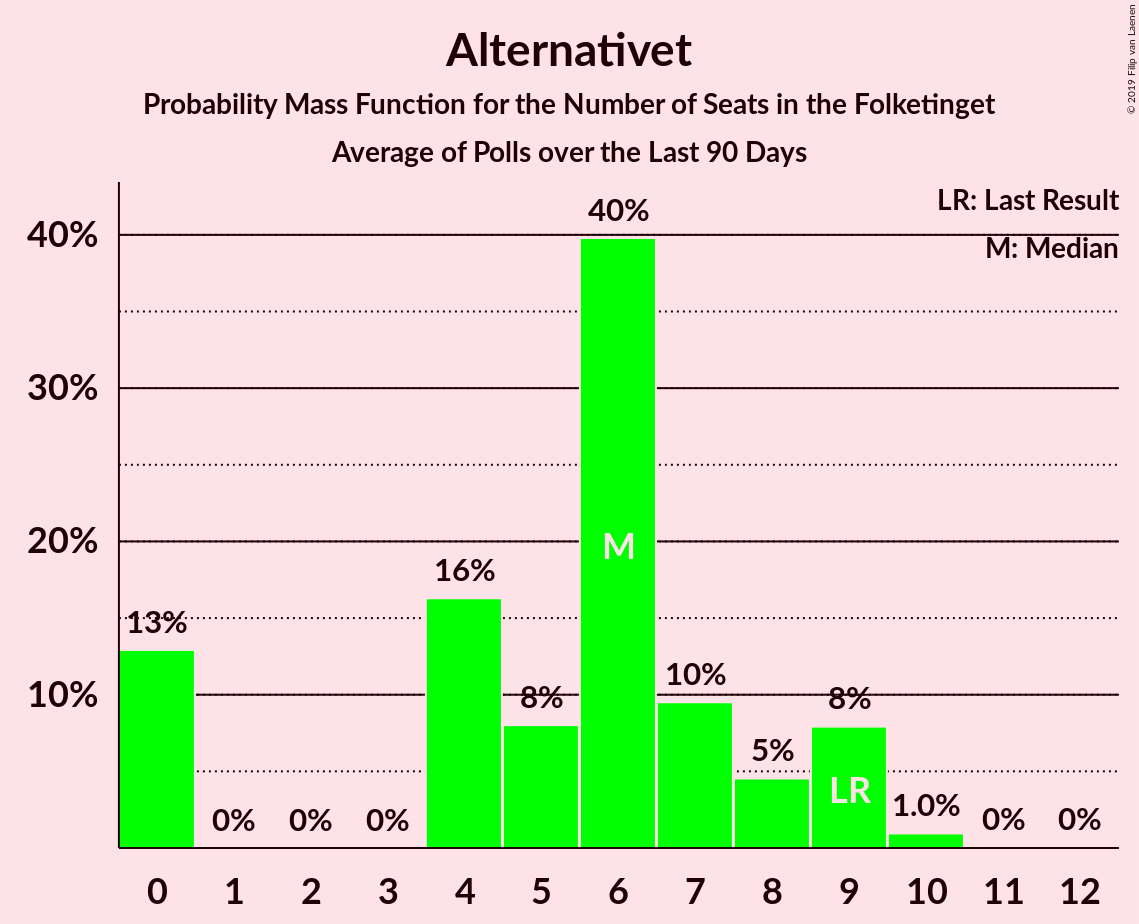 Alternativet
Probability Mass Function for the Number of Seats in the Folketinget
Average of Polls over the Last 90 Days
© 2019 Filip van Laenen
LR: Last Result
M: Median
40%
30%
20%
10%
13%
0%
0%
0%
16%
8%
40%
10%
5%
8%
1.0%
0%
0%
M
LR
0 1 2 3 4 5 6 7 8 9 10 11 12